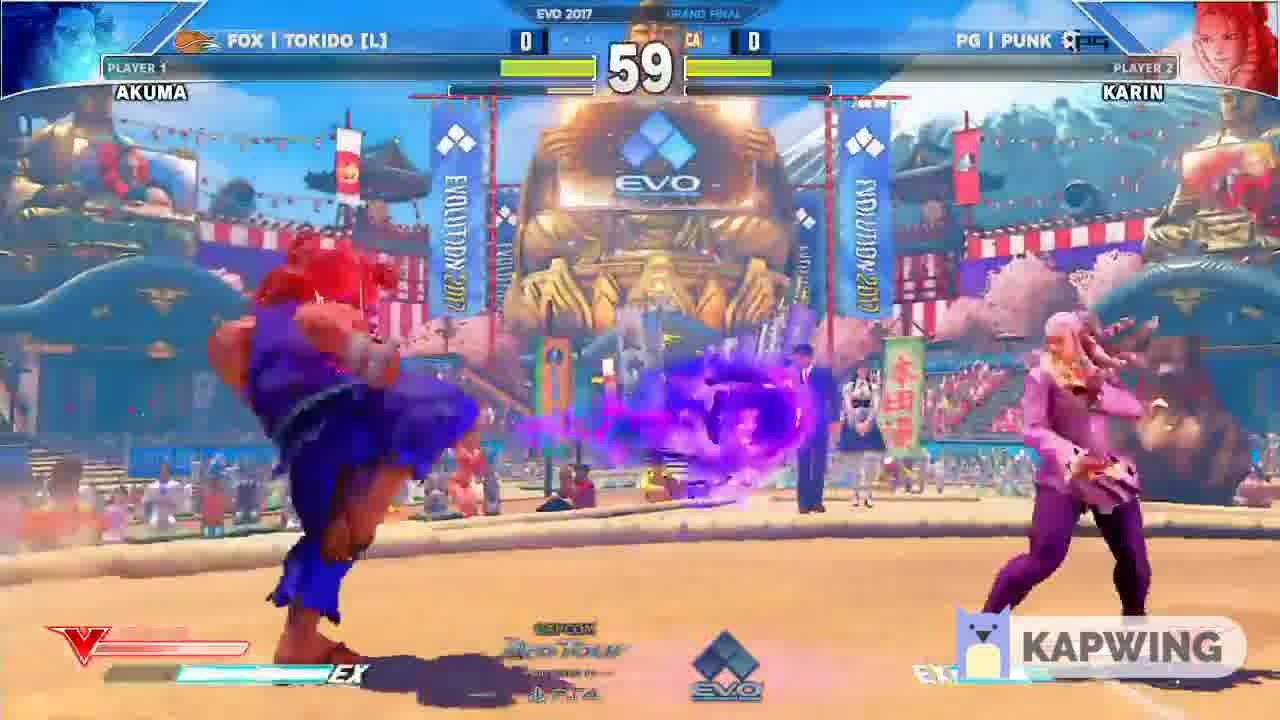 EVO 2017 GRAND FINAL
FOX | TOKIDO [L]
0
CA
0
PG | PUNK
59
PLAYER 1
PLAYER 2
AKUMA
KARIN
EVO
EVOLUTION 2017
EVOLUTION 2017
V
EX
EX
CAPCOM
PRO TOUR
PS4
EVO
KAPWING